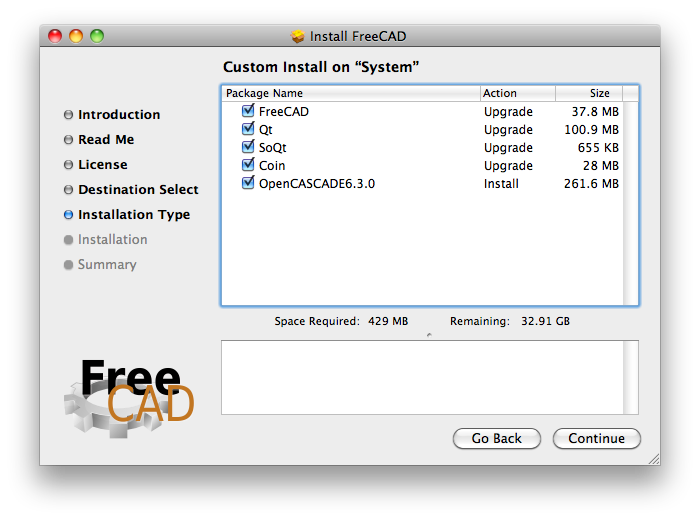 Install FreeCAD
Custom Install on “System”
Introduction
Read Me
License
Destination Select
Installation Type
Installation
Summary
Package Name Action Size
FreeCAD Upgrade 37.8 MB
Qt Upgrade 100.9 MB
SoQt Upgrade 655 KB
Coin Upgrade 28 MB
OpenCASCADE6.3.0 Install 261.6 MB
Space Required: 429 MB Remaining: 32.91 GB
Free
CAD
Go Back Continue